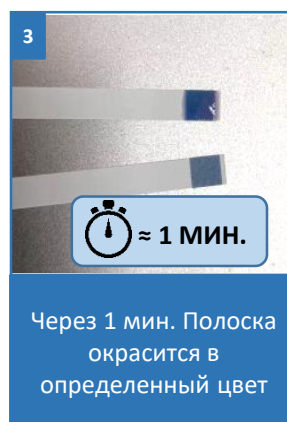 3
≈ 1 МИН.
Через 1 мин. Полоска
окрасится в
определенный цвет